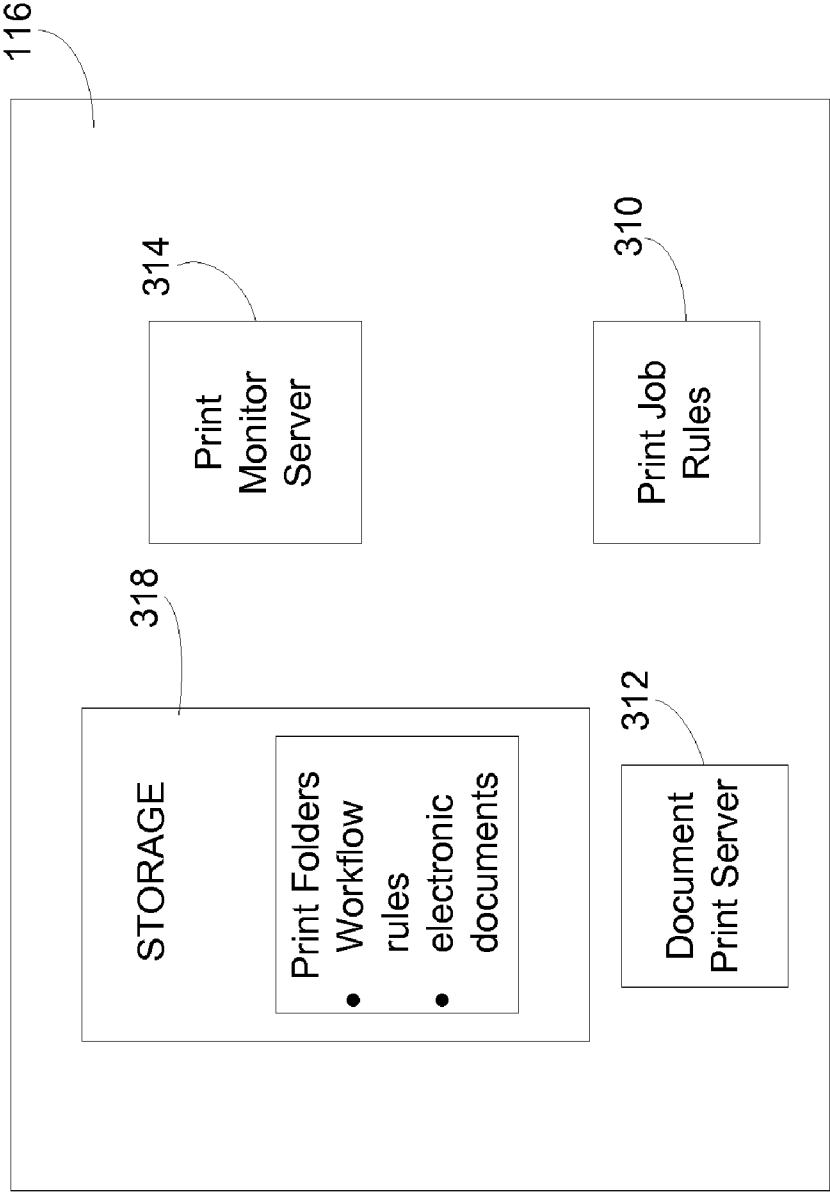 116
318
STORAGE
Print Folders
• Workflow
rules
• electronic
documents
314
Print
Monitor
Server
312
Document
Print Server
310
Print Job
Rules